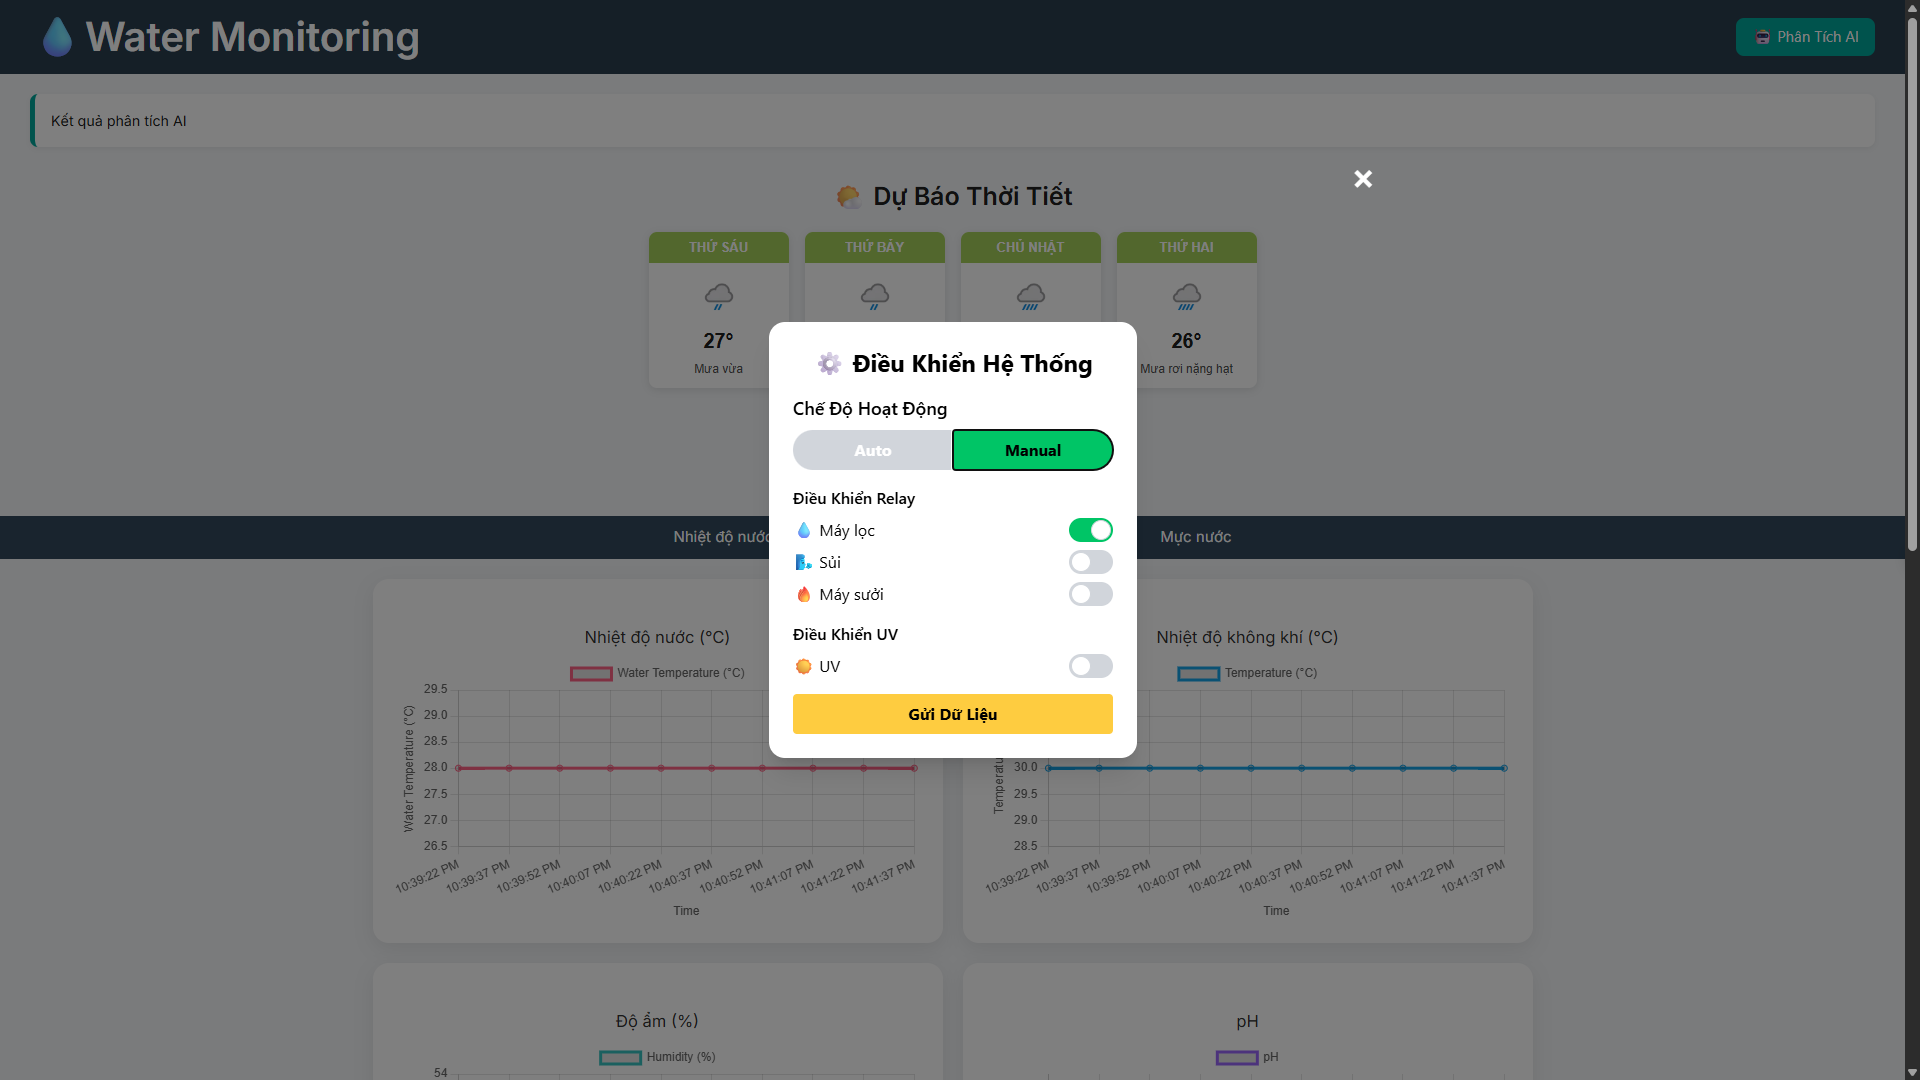 Water Monitoring
Phân Tích AI
Kết quả phân tích AI
Dự Báo Thời Tiết
THỨ SÁU
THỨ BẢY
CHỦ NHẬT
THỨ HAI
27°
26°
Mưa vừa
Mưa rơi nặng hạt
Điều Khiển Hệ Thống
Chế Độ Hoạt Động
Auto
Manual
Điều Khiển Relay
Máy lọc
Sủi
Máy sưởi
Điều Khiển UV
UV
Gửi Dữ Liệu
Nhiệt độ nước
Mực nước
Nhiệt độ nước (°C)
Water Temperature (°C)
Water Temperature (°C)
29.5
29.0
28.5
28.0
27.5
27.0
26.5
10:39:22 PM
10:39:37 PM
10:39:52 PM
10:40:07 PM
10:40:22 PM
10:40:37 PM
10:40:52 PM
10:41:07 PM
10:41:22 PM
10:41:37 PM
Time
Nhiệt độ không khí (°C)
Temperature (°C)
30.0
29.5
29.0
28.5
10:39:22 PM
10:39:37 PM
10:39:52 PM
10:40:07 PM
10:40:22 PM
10:40:37 PM
10:40:52 PM
10:41:07 PM
10:41:22 PM
10:41:37 PM
Time
Độ ẩm (%)
Humidity (%)
54
pH
pH